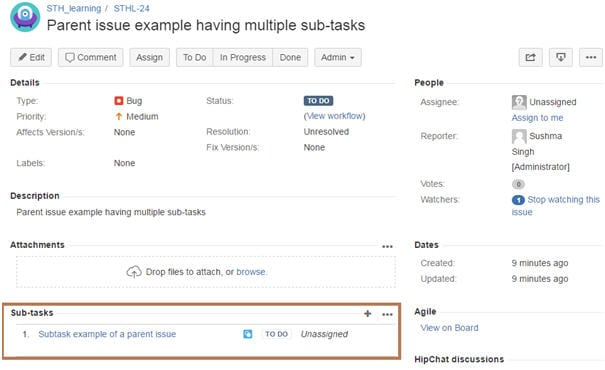 STH_learning / STHL-24
Parent issue example having multiple sub-tasks
Edit Comment Assign To Do In Progress Done Admin
Details
Type: Bug Status: TO DO
Priority: Medium (View workflow)
Affects Version/s: None Resolution: Unresolved
Fix Version/s: None
Labels: None
Description
Parent issue example having multiple sub-tasks
Attachments
Drop files to attach, or browse.
Sub-tasks
1. Subtask example of a parent issue TO DO Unassigned
People
Assignee: Unassigned
Assign to me
Reporter: Sushma
Singh
[Administrator]
Votes: 0
Watchers: 1 Stop watching this
issue
Dates
Created: 9 minutes ago
Updated: 9 minutes ago
Agile
View on Board
HipChat discussions